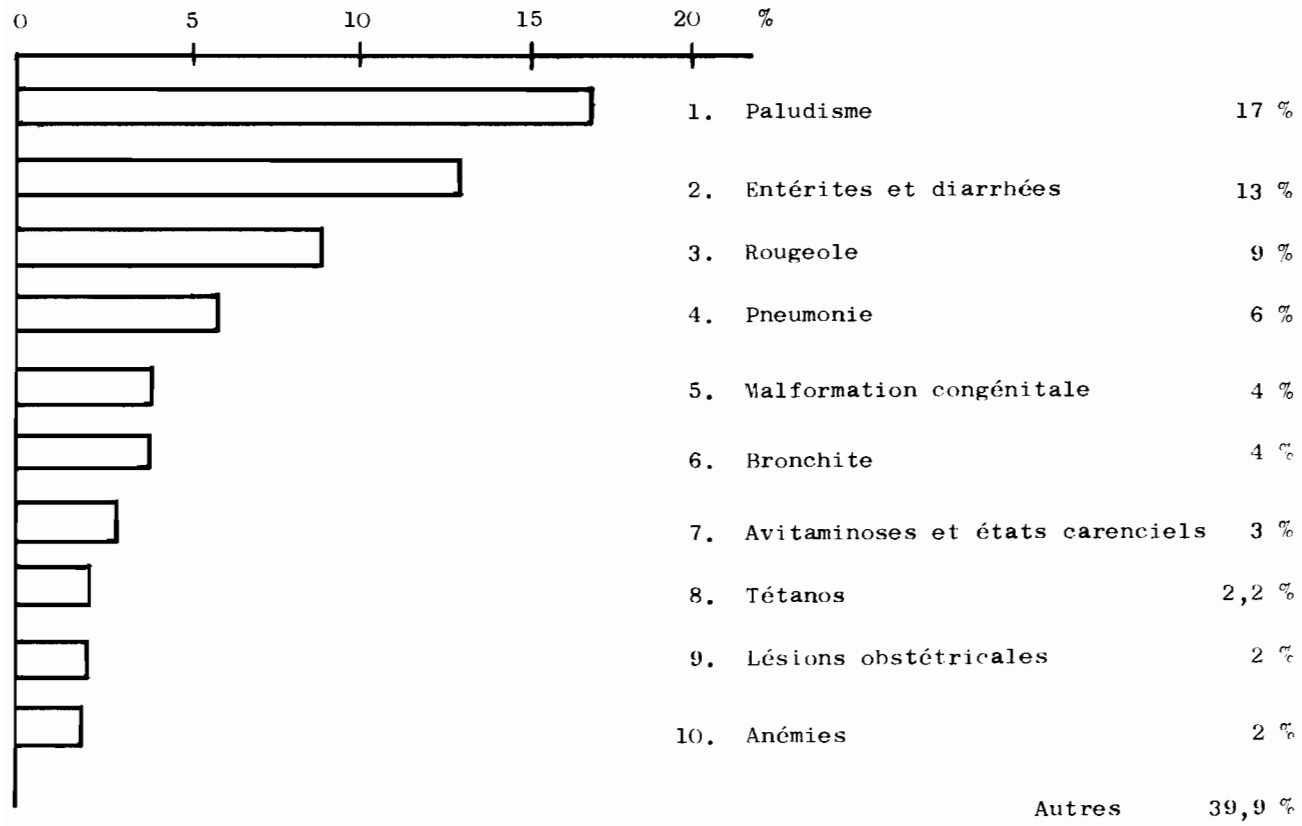 0 5 10 15 20 %
1. Paludisme 17 %
2. Entérites et diarrhées 13 %
3. Rougeole 9 %
4. Pneumonie 6 %
5. Malformation congénitale 4 %
6. Bronchite 4 %
7. Avitaminoses et états carenciels 3 %
8. Tétanos 2,2 %
9. Lésions obstétricales 2 %
10. Anémies 2 %
Autres 39,9 %